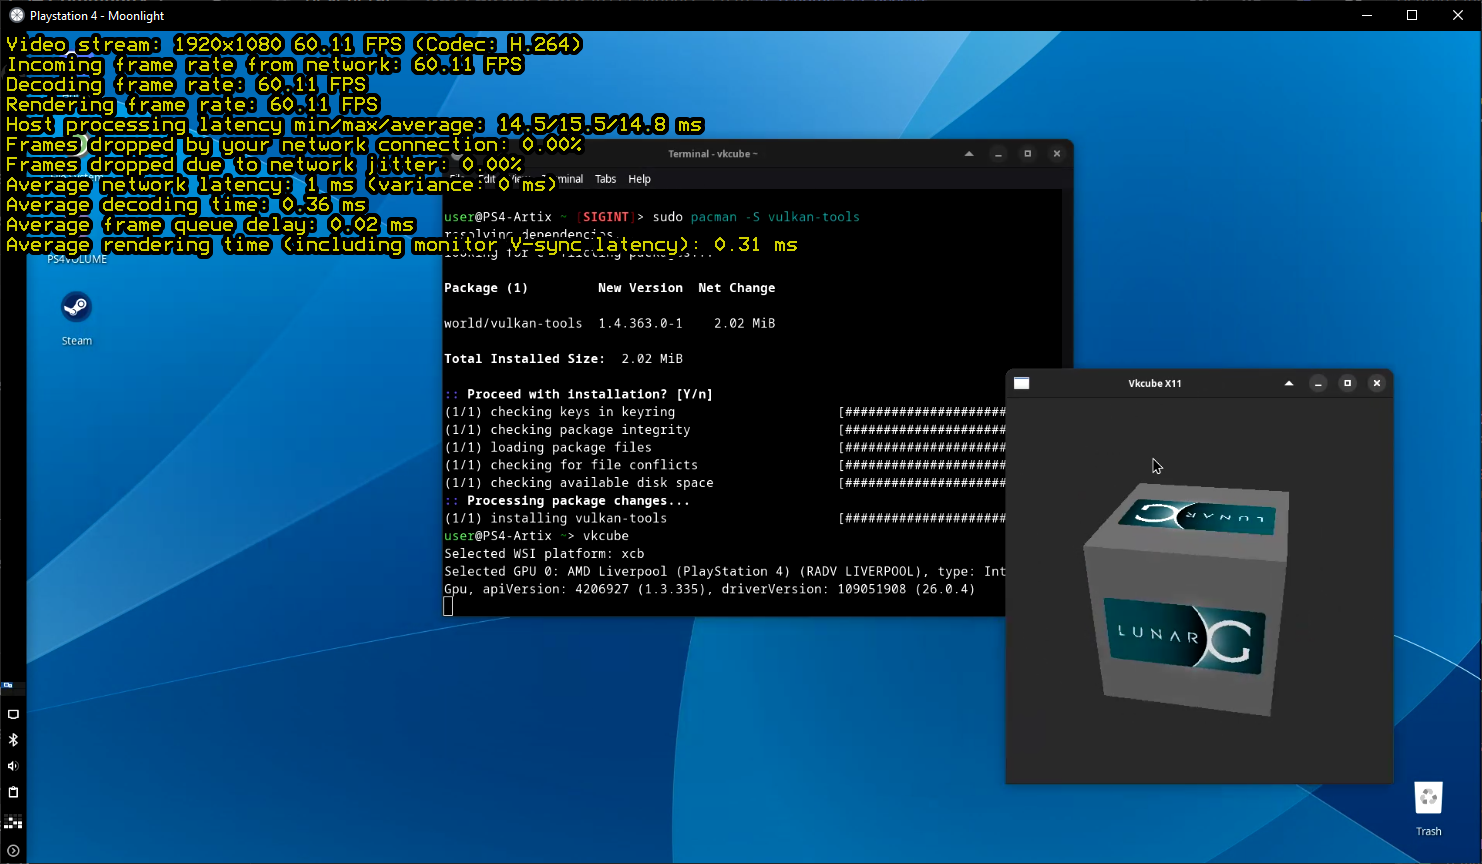 Playstation 4 - Moonlight
Video stream: 1920x1080 60.11 FPS (Codec: H.264)
Incoming frame rate from network: 60.11 FPS
Decoding frame rate: 60.11 FPS
Rendering frame rate: 60.11 FPS
Host processing latency min/max/average: 14.5/15.5/14.8 ms
Frames dropped by your network connection: 0.00%
Frames dropped due to network jitter: 0.00%
Average network latency: 1 ms (variance: 0 ms)
Average decoding time: 0.36 ms
Average frame queue delay: 0.02 ms
Average rendering time (including monitor V-sync latency): 0.31 ms
PS4VOLUME
Steam
Terminal - vkcube ~
Tabs Help
user@PS4-Artix ~ [SIGINT]> sudo pacman -S vulkan-tools
resolving dependencies
Package (1) New Version Net Change
world/vulkan-tools 1.4.363.0-1 2.02 MiB
Total Installed Size: 2.02 MiB
:: Proceed with installation? [Y/n]
(1/1) checking keys in keyring [#####################
(1/1) checking package integrity [#####################
(1/1) loading package files [#####################
(1/1) checking for file conflicts [#####################
(1/1) checking available disk space [#####################
:: Processing package changes...
(1/1) installing vulkan-tools [#####################
user@PS4-Artix ~> vkcube
Selected WSI platform: xcb
Selected GPU 0: AMD Liverpool (PlayStation 4) (RADV LIVERPOOL), type: Int
Gpu, apiVersion: 4206927 (1.3.335), driverVersion: 109051908 (26.0.4)
Vkcube X11
LUNAR G
LUNAR G
Trash